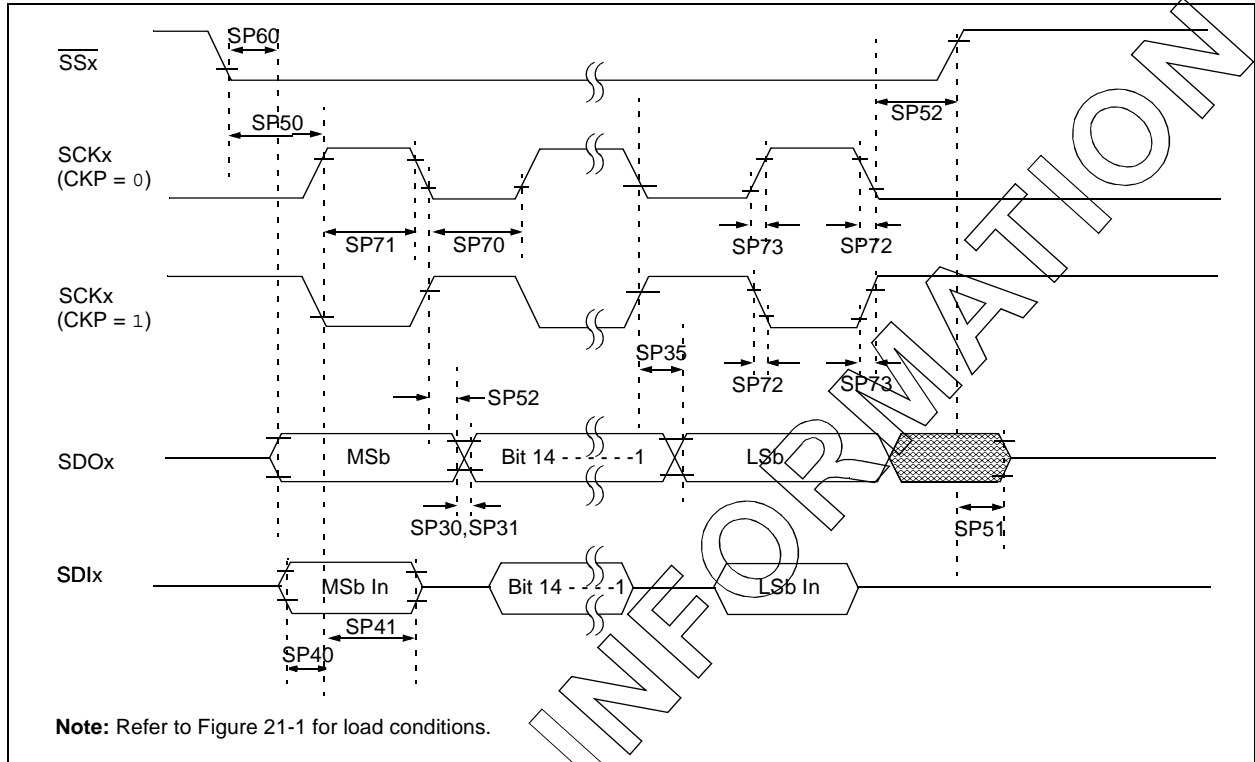 SP60
SSx
SP52
SP50
SCKx
(CKP = 0)
SP71 SP70 SP73 SP72
SCKx
(CKP = 1)
SP35
SP72 SP73
SP52
SDOx MSb Bit 14 - - - - - -1 LSb
SP30,SP31 SP51
SDIx MSb In Bit 14 - - - -1 LSb In
SP41
SP40
Note: Refer to Figure 21-1 for load conditions.
INFORMATION